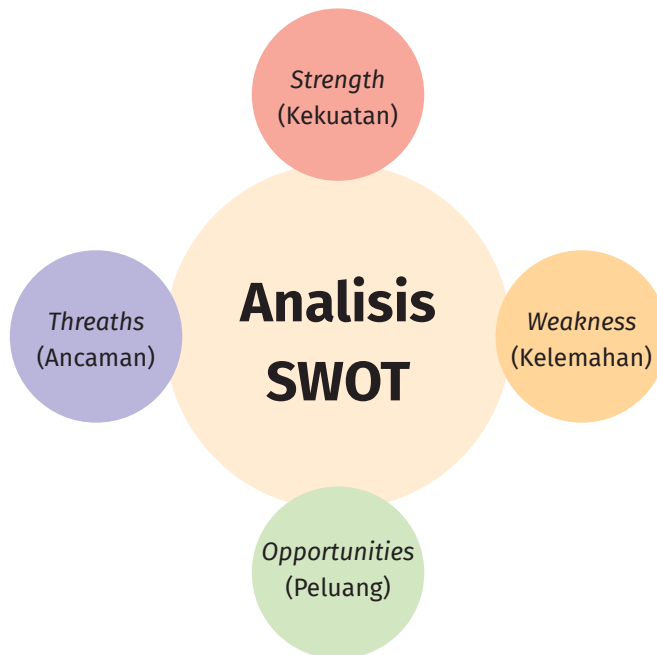 Strength
(Kekuatan)
Analisis
SWOT
Threaths
(Ancaman)
Weakness
(Kelemahan)
Opportunities
(Peluang)